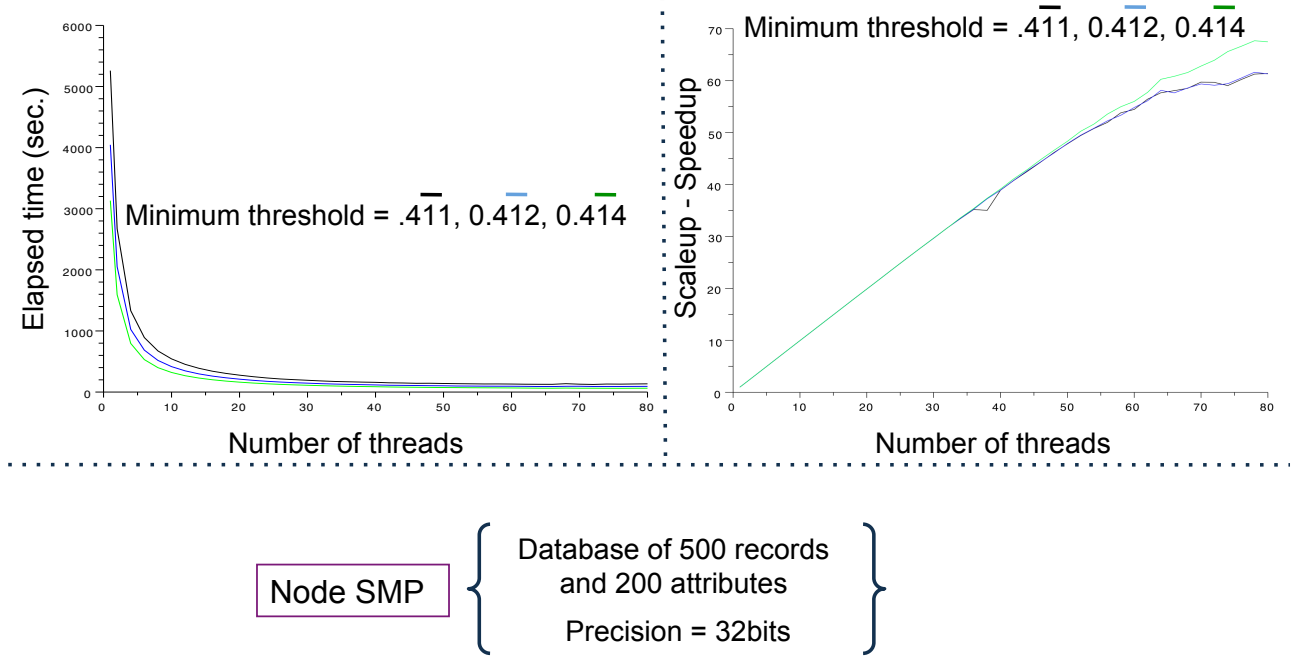 6000
5000
4000
3000
2000
1000
0
0 10 20 30 40 50 60 70 80
Elapsed time (sec.)
Minimum threshold = .411, 0.412, 0.414
Number of threads
Minimum threshold = .411, 0.412, 0.414
70
60
50
40
30
20
10
0
0 10 20 30 40 50 60 70 80
Scaleup - Speedup
Number of threads
Node SMP
Database of 500 records
and 200 attributes
Precision = 32bits